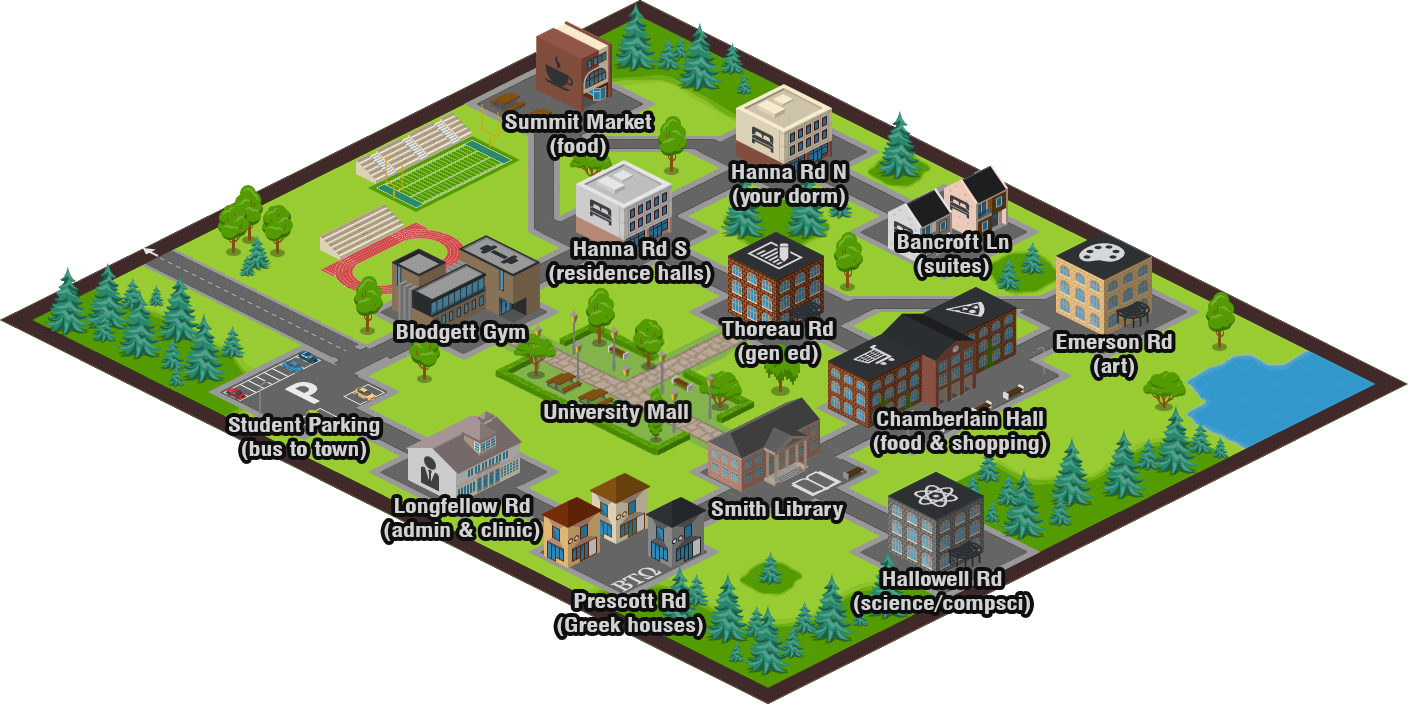 Summit Market
(food)
Hanna Rd N
(your dorm)
Hanna Rd S
(residence halls)
Bancroft Ln
(suites)
Blodgett Gym
Thoreau Rd
(gen ed)
Emerson Rd
(art)
P
Student Parking
(bus to town)
University Mall
Chamberlain Hall
(food & shopping)
Longfellow Rd
(admin & clinic)
Smith Library
ΒΤΩ
Prescott Rd
(Greek houses)
Hallowell Rd
(science/compsci)